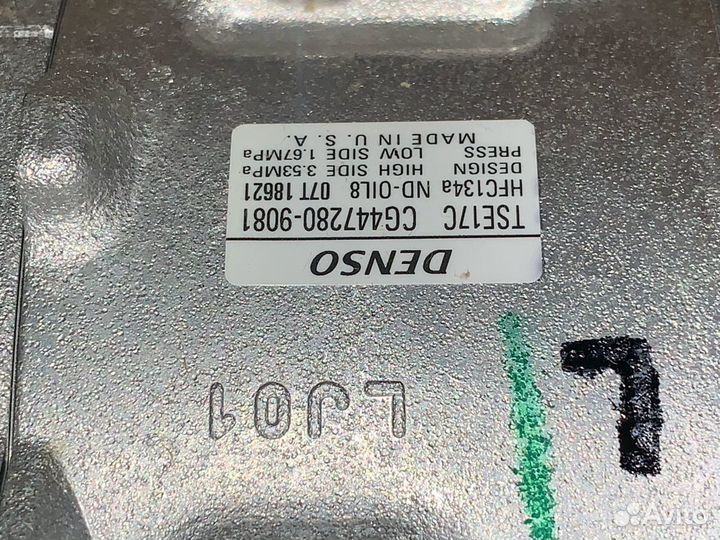 DENSO
TSE17C CG447280-9081
HFC134a ND-OIL8 07T 18621
DESIGN HIGH SIDE 3.53MPa
PRESS LOW SIDE 1.67MPa
MADE IN U.S.A.
LJ01
L
Avito